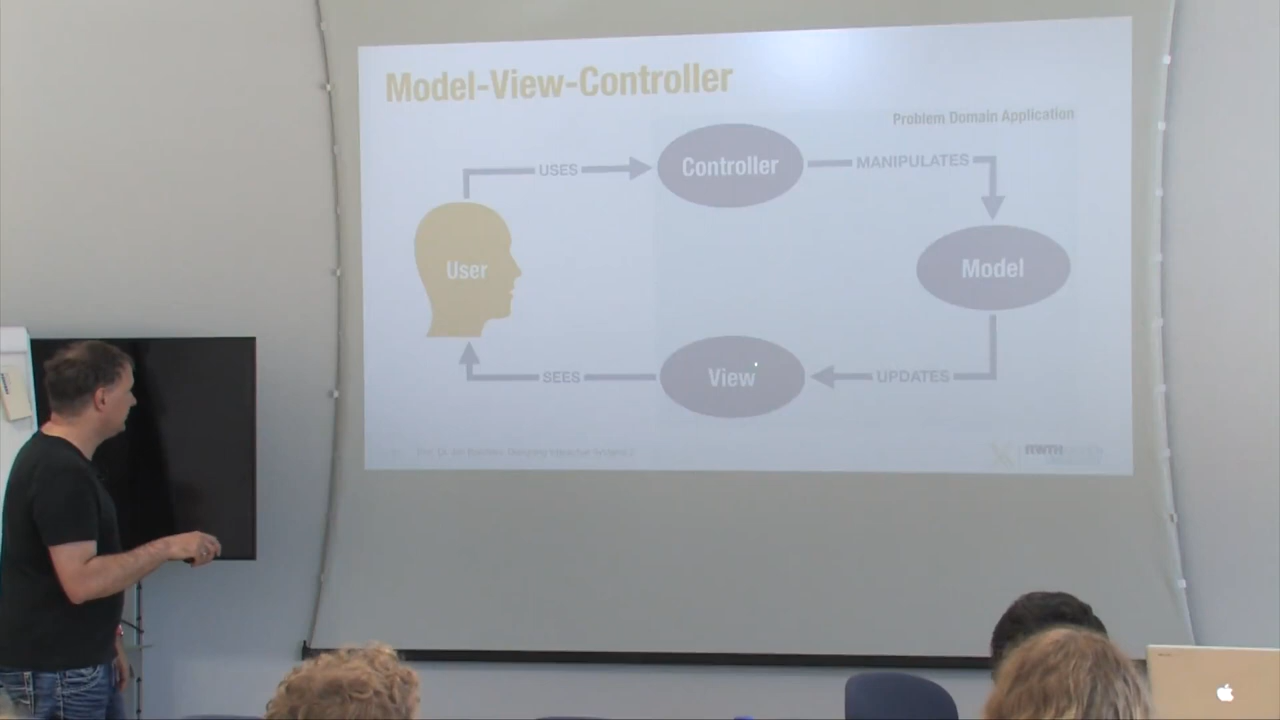 Model-View-Controller
Problem Domain Application
USES
Controller
MANIPULATES
User
Model
SEES
View
UPDATES